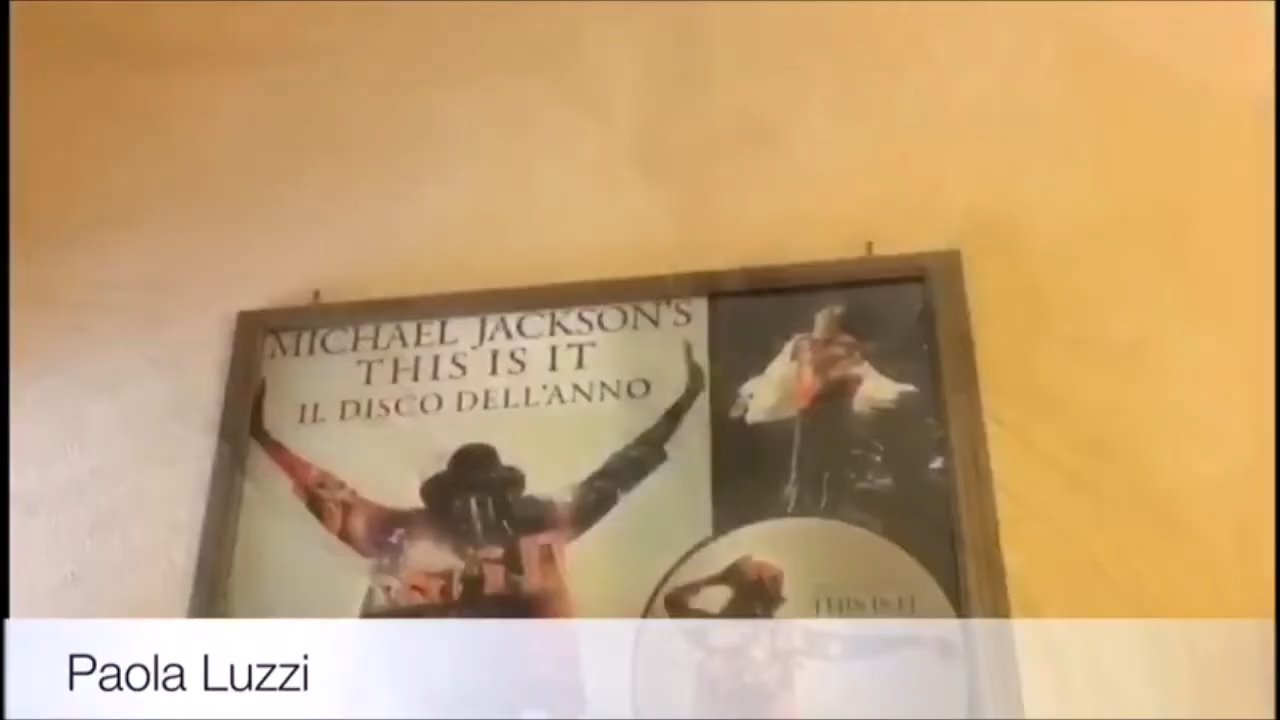 MICHAEL JACKSON'S
THIS IS IT
IL DISCO DELL'ANNO
THIS IS IT
Paola Luzzi